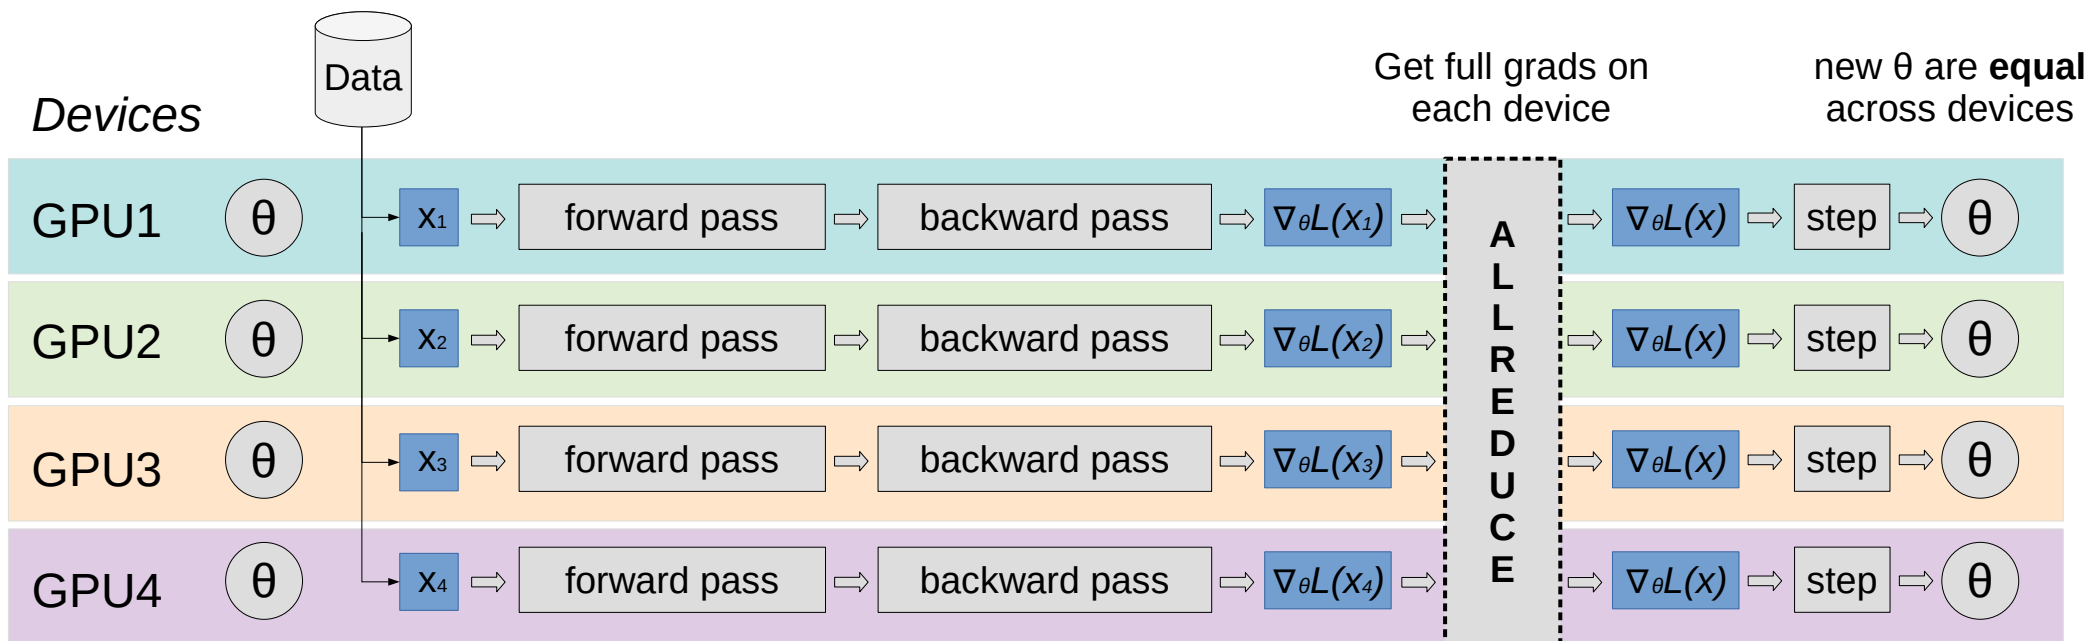 Data
Devices
Get full grads on
each device
new θ are equal
across devices
GPU1 θ x₁ forward pass backward pass ∇θL(x₁) ∇θL(x) step θ
GPU2 θ x₂ forward pass backward pass ∇θL(x₂) ∇θL(x) step θ
GPU3 θ x₃ forward pass backward pass ∇θL(x₃) ∇θL(x) step θ
GPU4 θ x₄ forward pass backward pass ∇θL(x₄) ∇θL(x) step θ
ALLREDUCE